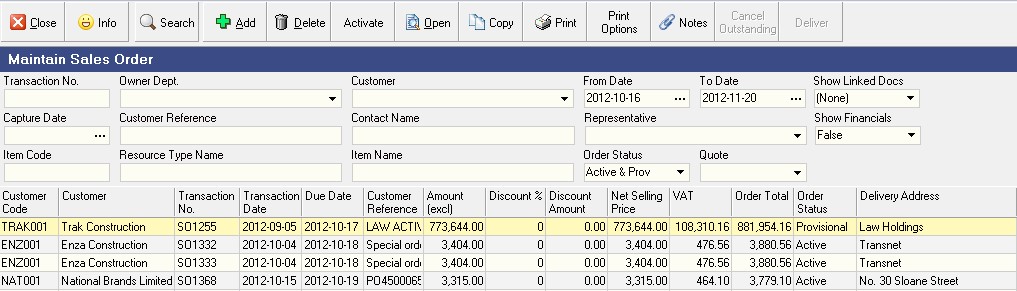 Close Info Search Add Delete Activate Open Copy Print Print Options Notes Cancel Outstanding Deliver
Maintain Sales Order
Transaction No. Owner Dept. Customer From Date To Date Show Linked Docs
2012-10-16 ... 2012-11-20 ... (None)
Capture Date Customer Reference Contact Name Representative Show Financials
... False
Item Code Resource Type Name Item Name Order Status Quote
Active & Prov
Customer Code Customer Transaction No. Transaction Date Due Date Customer Reference Amount (excl) Discount % Discount Amount Net Selling Price VAT Order Total Order Status Delivery Address
TRAK001 Trak Construction SO1255 2012-09-05 2012-10-17 LAW ACTIV 773,644.00 0 0.00 773,644.00 108,310.16 881,954.16 Provisional Law Holdings
ENZ001 Enza Construction SO1332 2012-10-04 2012-10-18 Special orde 3,404.00 0 0.00 3,404.00 476.56 3,880.56 Active Transnet
ENZ001 Enza Construction SO1333 2012-10-04 2012-10-18 Special orde 3,404.00 0 0.00 3,404.00 476.56 3,880.56 Active Transnet
NAT001 National Brands Limited SO1368 2012-10-15 2012-10-19 PO4500065 3,315.00 0 0.00 3,315.00 464.10 3,779.10 Active No. 30 Sloane Street